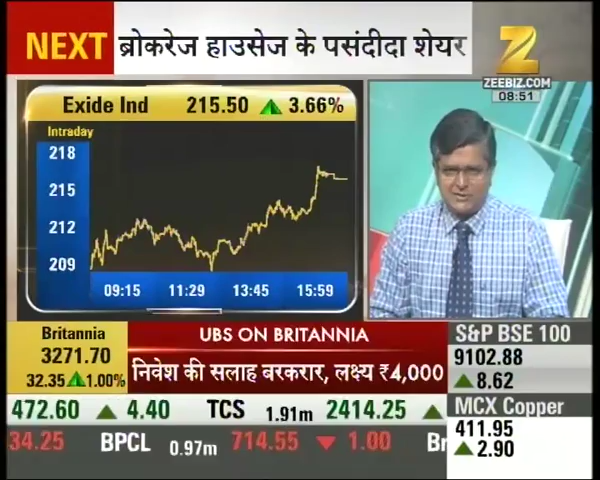 NEXT ब्रोकरेज हाउसेज के पसंदीदा शेयर
Z
ZEEBIZ.COM
08:51
Exide Ind 215.50 3.66%
Intraday
218
215
212
209
09:15 11:29 13:45 15:59
Britannia
3271.70
32.35 1.00%
UBS ON BRITANNIA
निवेश की सलाह बरकरार, लक्ष्य ₹4,000
S&P BSE 100
9102.88
8.62
MCX Copper
411.95
2.90
472.60 4.40 TCS 1.91m 2414.25
34.25 BPCL 0.97m 714.55 1.00 Br